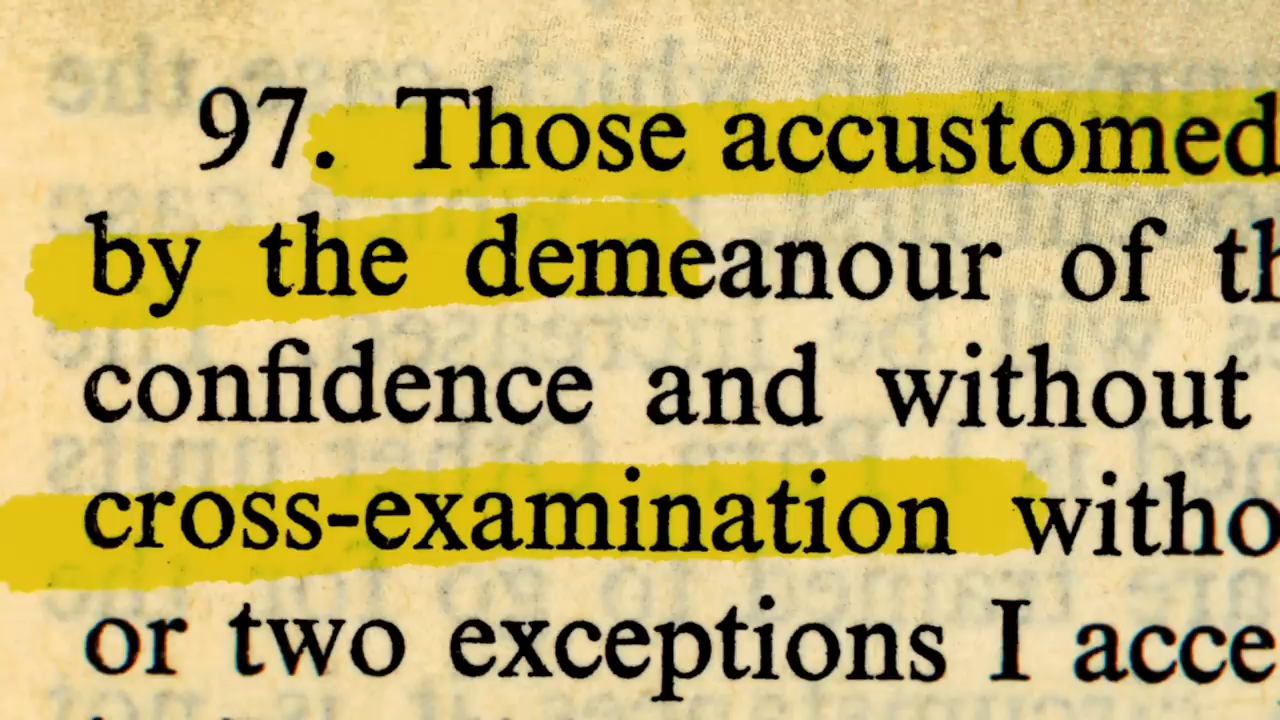 97. Those accustomed
by the demeanour of
confidence and without
cross-examination
or two exceptions I